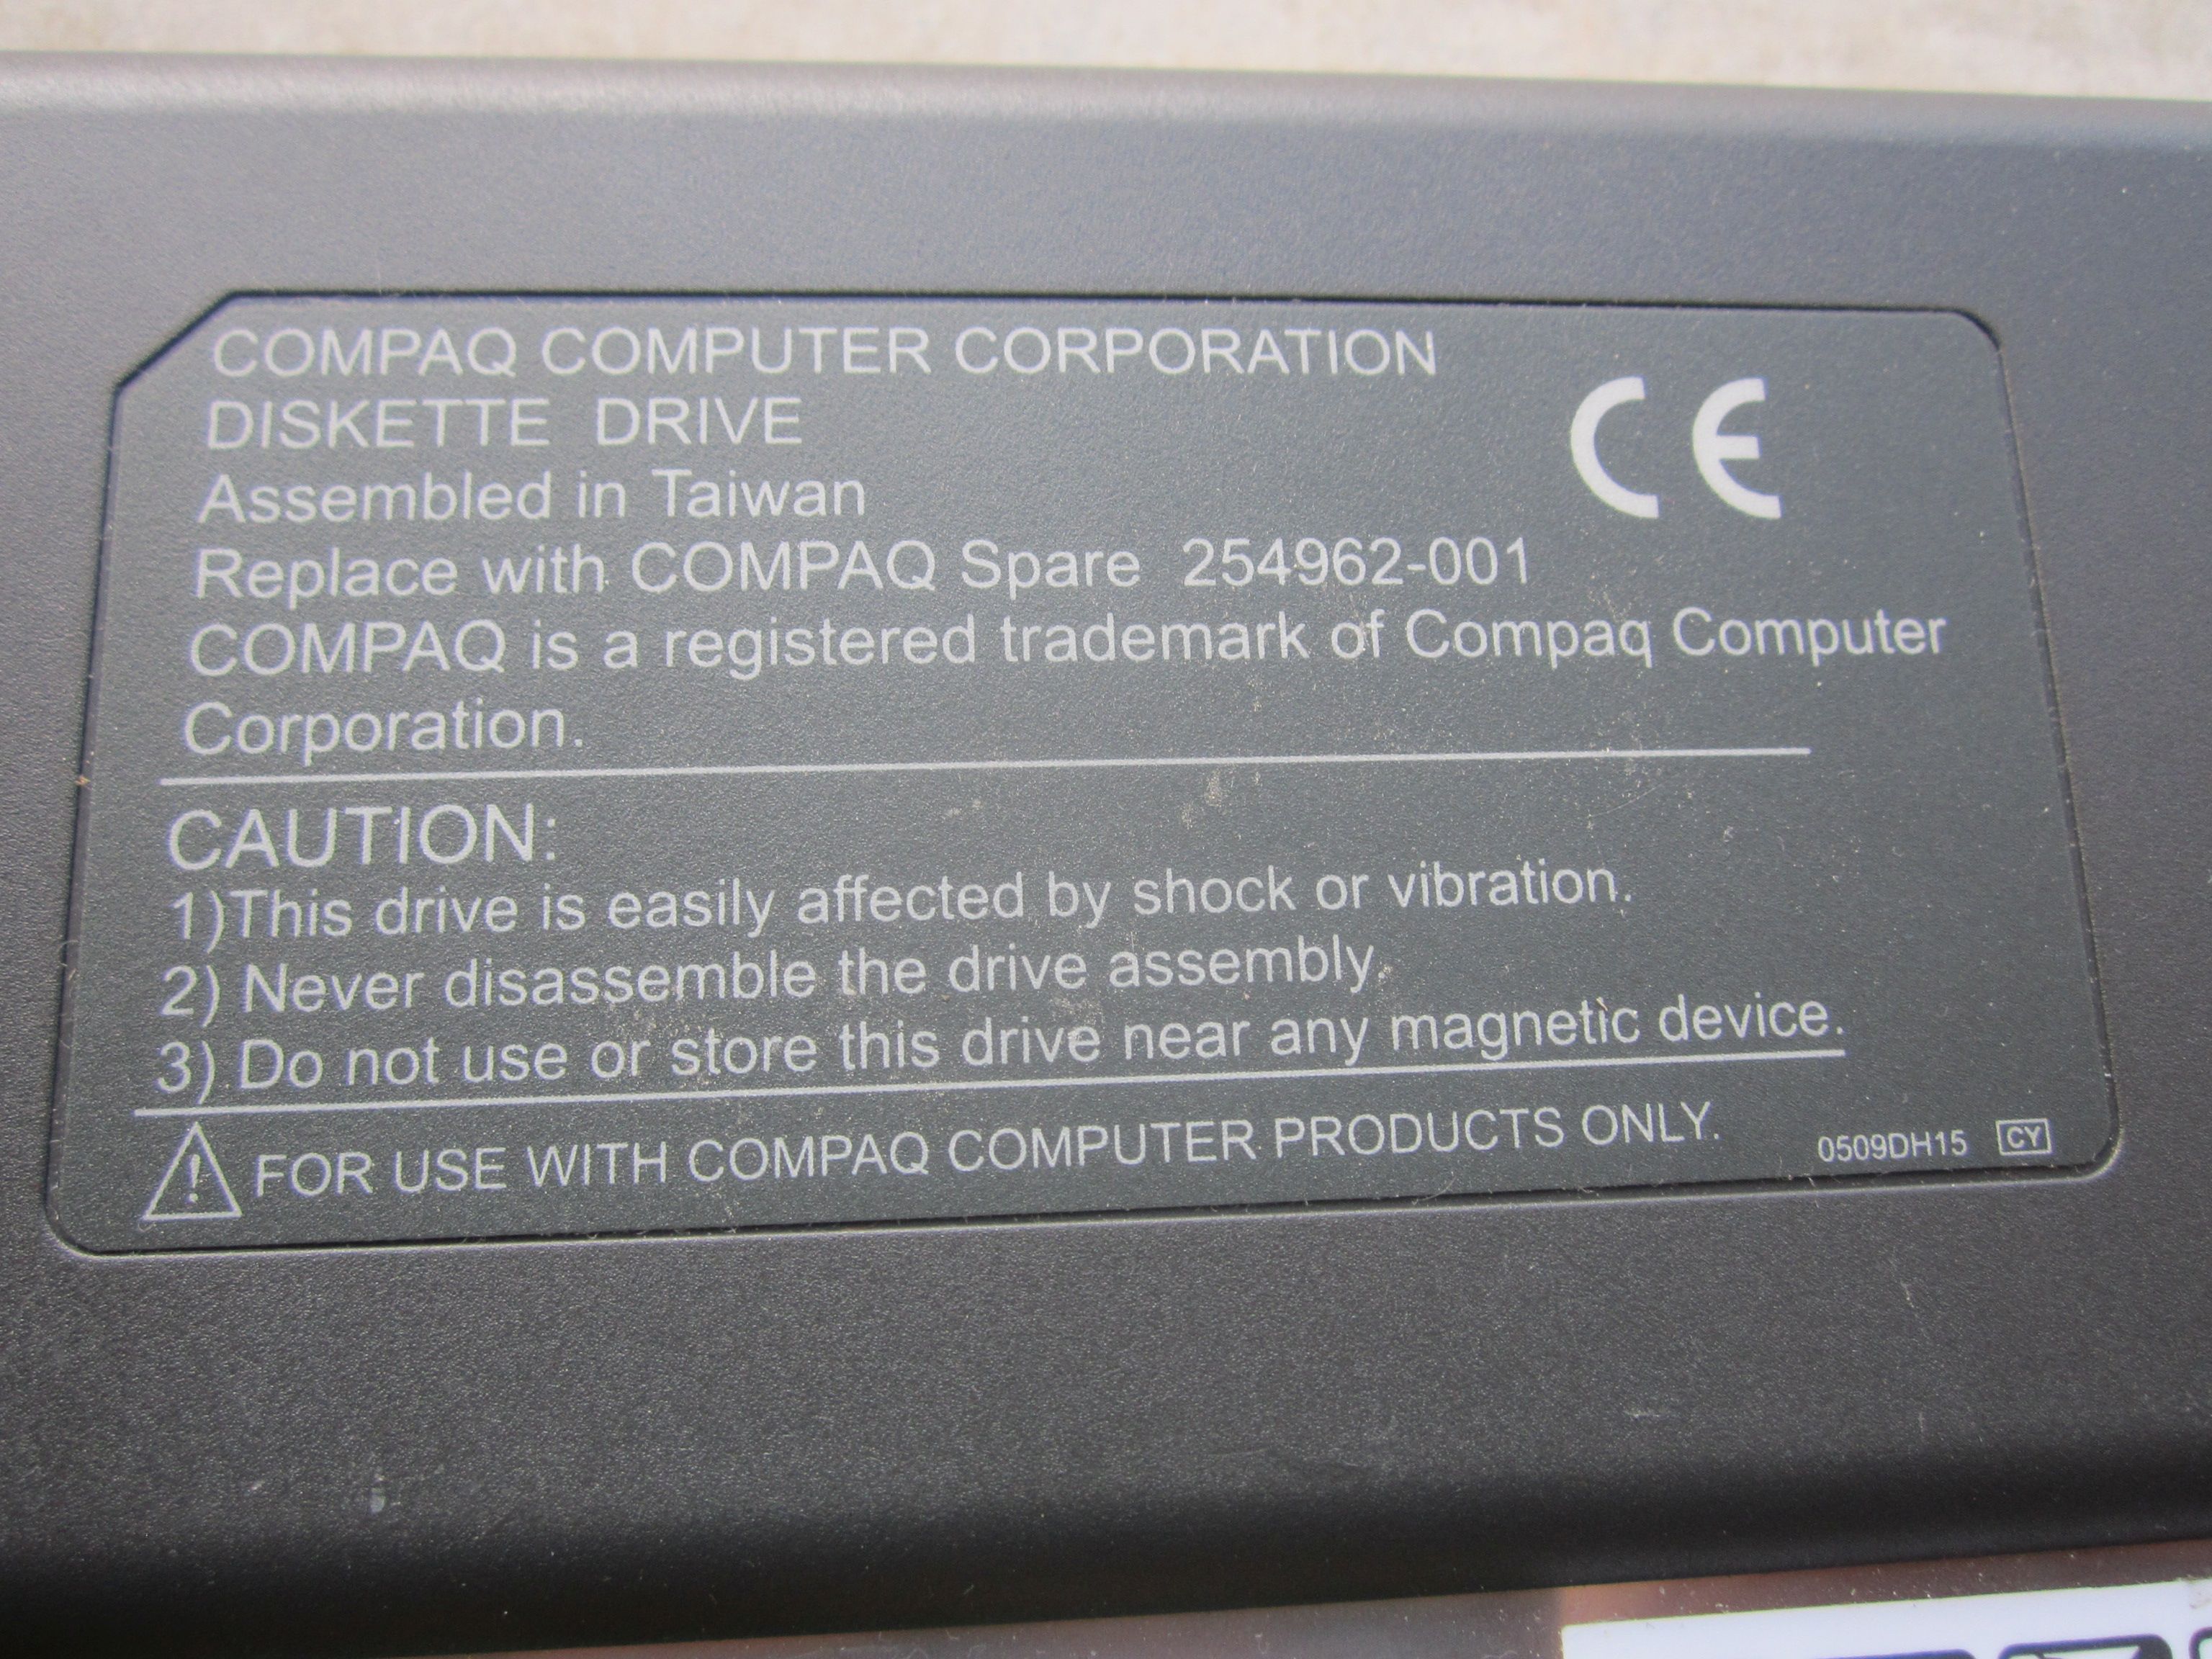 COMPAQ COMPUTER CORPORATION
DISKETTE DRIVE
Assembled in Taiwan
Replace with COMPAQ Spare 254962-001
COMPAQ is a registered trademark of Compaq Computer
Corporation.
CE
CAUTION:
1)This drive is easily affected by shock or vibration.
2) Never disassemble the drive assembly.
3) Do not use or store this drive near any magnetic device.
FOR USE WITH COMPAQ COMPUTER PRODUCTS ONLY.
0509DH15 CY